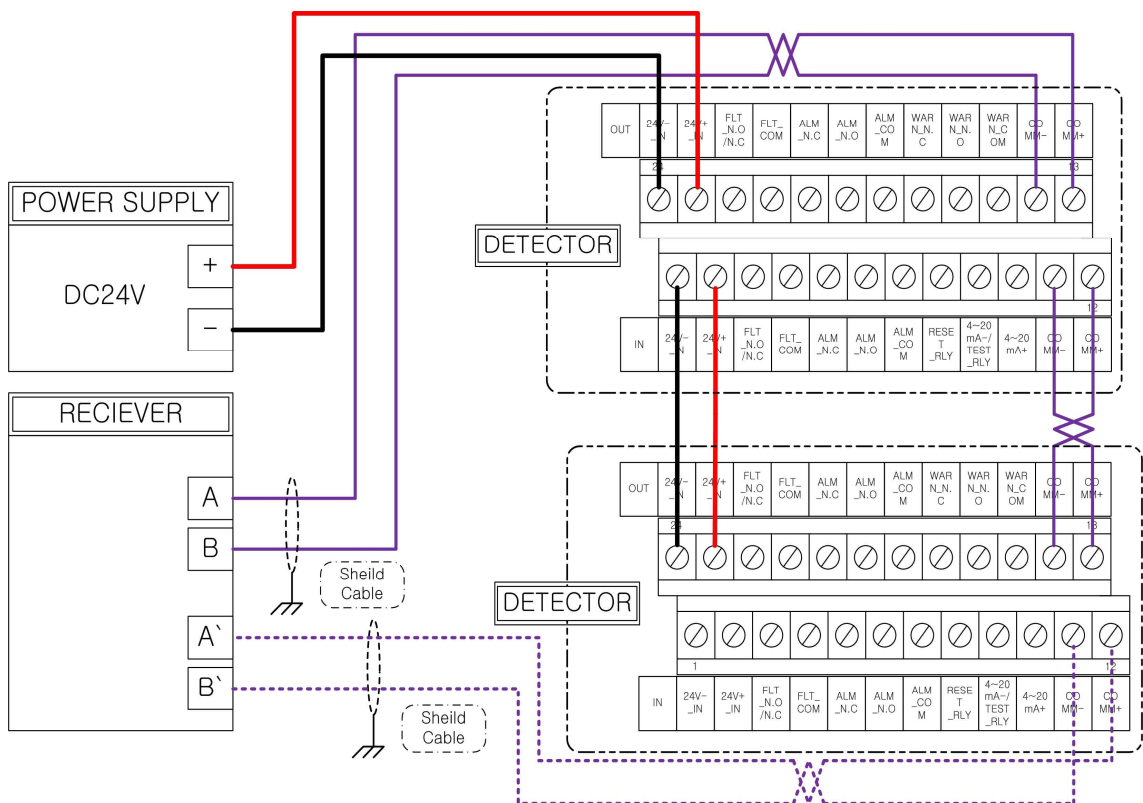 OUT
24V-
_IN
24V+
_IN
FLT
_N.O
/N.C
FLT_
COM
ALM
_N.C
ALM
_N.O
ALM
_CO
M
WAR
N_N.
C
WAR
N_N.
O
WAR
N_C
OM
CO
MM-
CO
MM+
24
13
POWER SUPPLY
+
DC24V
−
DETECTOR
12
IN
24V-
_IN
24V+
_IN
FLT
_N.O
/N.C
FLT_
COM
ALM
_N.C
ALM
_N.O
ALM
_CO
M
RESE
T
_RLY
4~20
mA-/
TEST
_RLY
4~20
mA+
CO
MM-
CO
MM+
RECIEVER
A
B
Sheild
Cable
A`
B`
Sheild
Cable
OUT
24V-
_IN
24V+
_IN
FLT
_N.O
/N.C
FLT_
COM
ALM
_N.C
ALM
_N.O
ALM
_CO
M
WAR
N_N.
C
WAR
N_N.
O
WAR
N_C
OM
CO
MM-
CO
MM+
24
13
DETECTOR
1
12
IN
24V-
_IN
24V+
_IN
FLT
_N.O
/N.C
FLT_
COM
ALM
_N.C
ALM
_N.O
ALM
_CO
M
RESE
T
_RLY
4~20
mA-/
TEST
_RLY
4~20
mA+
CO
MM-
CO
MM+